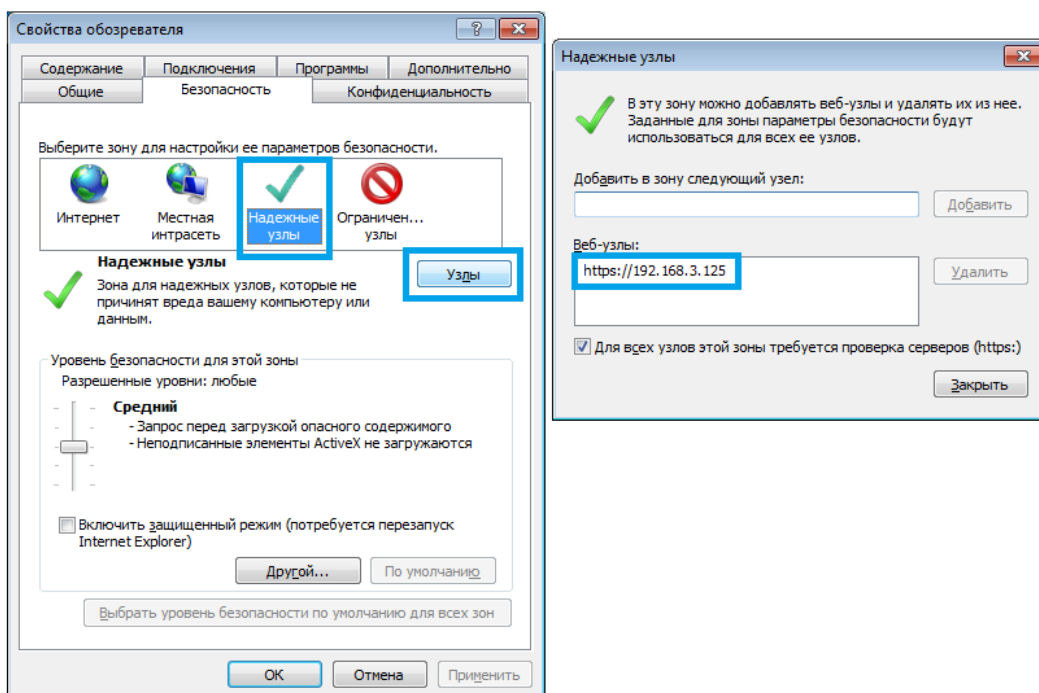 Свойства обозревателя
Содержание Подключения Программы Дополнительно
Общие Безопасность Конфиденциальность
Выберите зону для настройки ее параметров безопасности.
Интернет
Местная
интрасеть
Надежные
узлы
Ограничен...
узлы
Надежные узлы
Зона для надежных узлов, которые не
причинят вреда вашему компьютеру или
данным.
Узлы
Уровень безопасности для этой зоны
Разрешенные уровни: любые
Средний
- Запрос перед загрузкой опасного содержимого
- Неподписанные элементы ActiveX не загружаются
Включить защищенный режим (потребуется перезапуск
Internet Explorer)
Другой... По умолчанию
Выбрать уровень безопасности по умолчанию для всех зон
ОК Отмена Применить
Надежные узлы
В эту зону можно добавлять веб-узлы и удалять их из нее.
Заданные для зоны параметры безопасности будут
использоваться для всех ее узлов.
Добавить в зону следующий узел:
Добавить
Веб-узлы:
https://192.168.3.125
Удалить
Для всех узлов этой зоны требуется проверка серверов (https:)
Закрыть